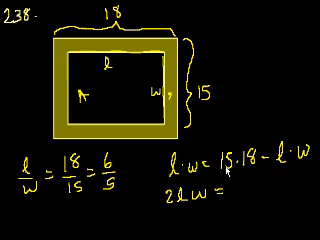 238.
18
l
A
w
15
l/w = 18/15 = 6/5
l·w = 15·18 - l·w
2lw =